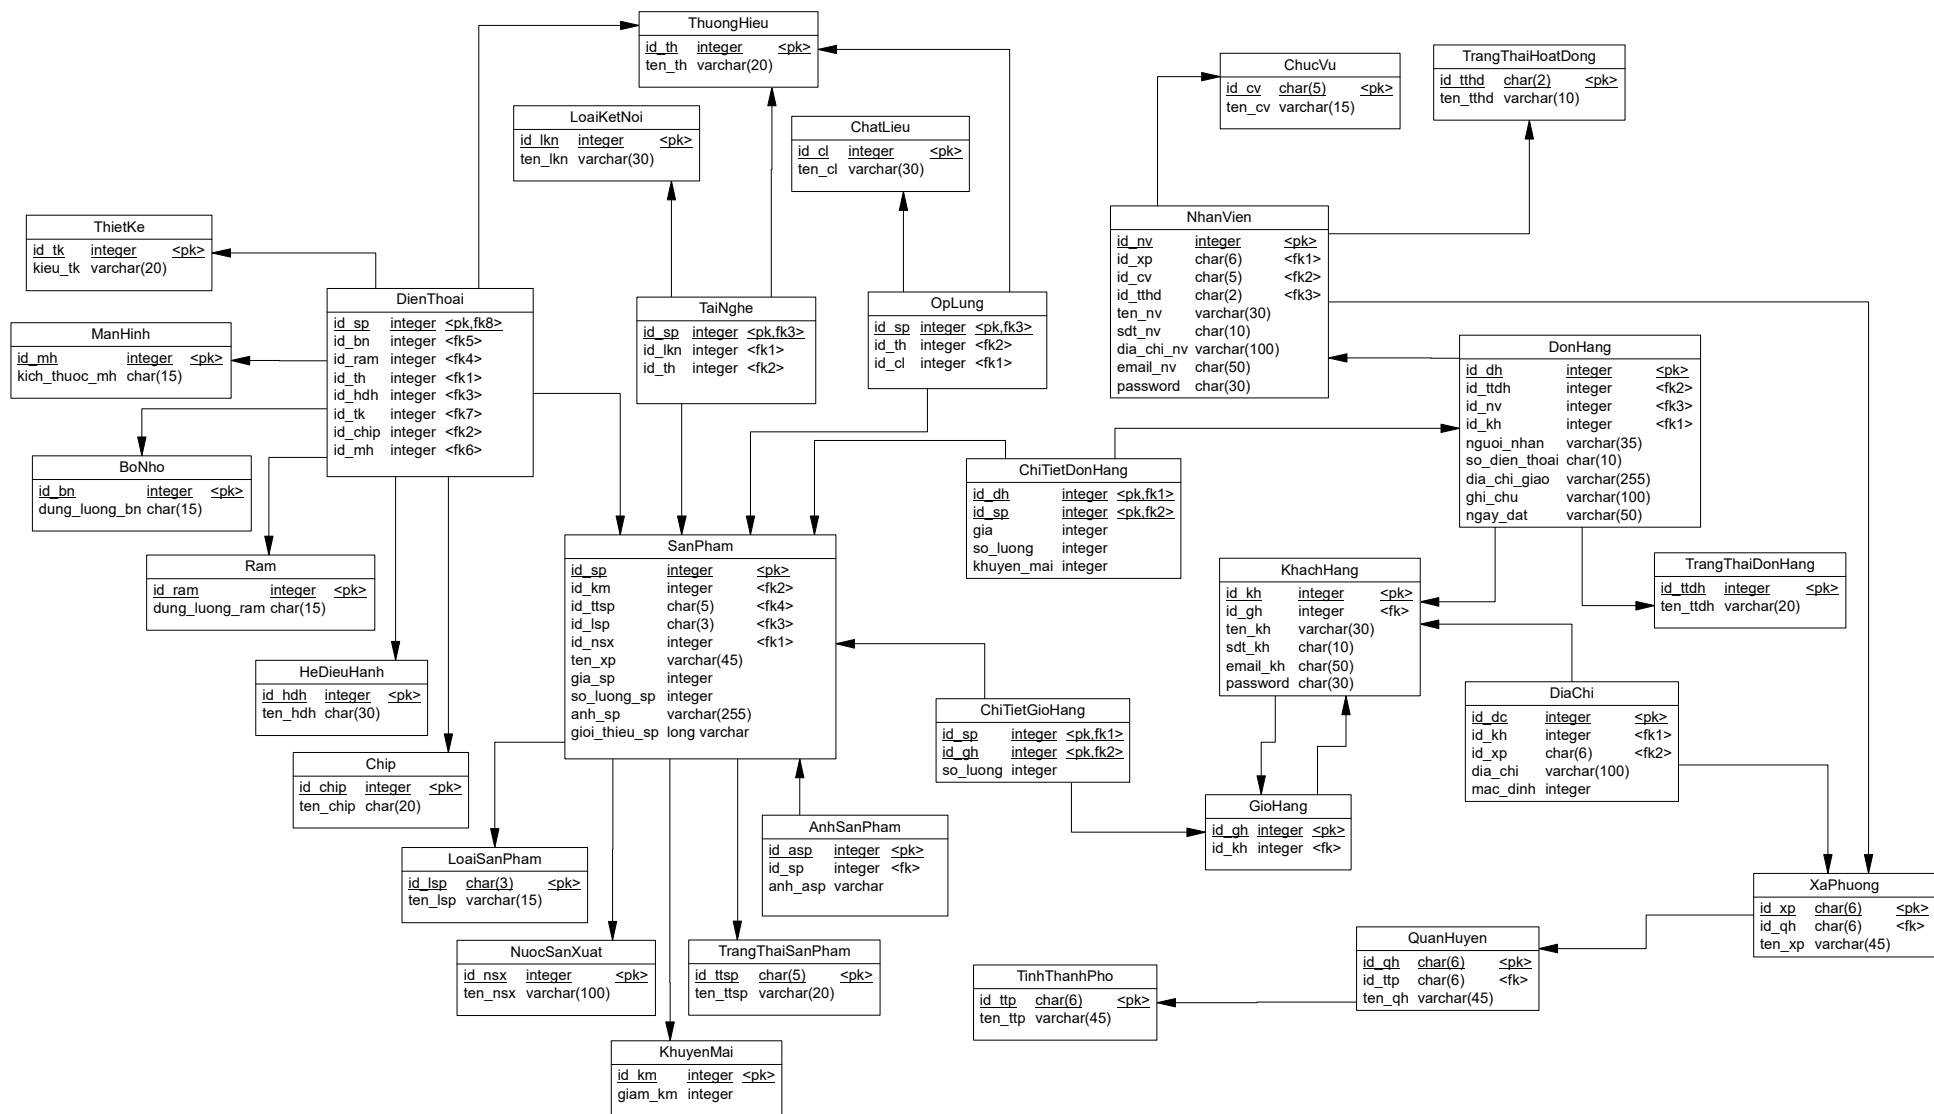 ThuongHieu
id_th integer <pk>
ten_th varchar(20)
ChucVu
id_cv char(5) <pk>
ten_cv varchar(15)
TrangThaiHoatDong
id_tthd char(2) <pk>
ten_tthd varchar(10)
LoaiKetNoi
id_lkn integer <pk>
ten_lkn varchar(30)
ChatLieu
id_cl integer <pk>
ten_cl varchar(30)
ThietKe
id_tk integer <pk>
kieu_tk varchar(20)
NhanVien
id_nv integer <pk>
id_xp char(6) <fk1>
id_cv char(5) <fk2>
id_tthd char(2) <fk3>
ten_nv varchar(30)
sdt_nv char(10)
dia_chi_nv varchar(100)
email_nv char(50)
password char(30)
DienThoai
id_sp integer <pk,fk8>
id_bn integer <fk5>
id_ram integer <fk4>
id_th integer <fk1>
id_hdh integer <fk3>
id_tk integer <fk7>
id_chip integer <fk2>
id_mh integer <fk6>
TaiNghe
id_sp integer <pk,fk3>
id_lkn integer <fk1>
id_th integer <fk2>
OpLung
id_sp integer <pk,fk3>
id_th integer <fk2>
id_cl integer <fk1>
ManHinh
id_mh integer <pk>
kich_thuoc_mh char(15)
DonHang
id_dh integer <pk>
id_ttdh integer <fk2>
id_nv integer <fk3>
id_kh integer <fk1>
nguoi_nhan varchar(35)
so_dien_thoai char(10)
dia_chi_giao varchar(255)
ghi_chu varchar(100)
ngay_dat varchar(50)
BoNho
id_bn integer <pk>
dung_luong_bn char(15)
ChiTietDonHang
id_dh integer <pk,fk1>
id_sp integer <pk,fk2>
gia integer
so_luong integer
khuyen_mai integer
Ram
id_ram integer <pk>
dung_luong_ram char(15)
SanPham
id_sp integer <pk>
id_km integer <fk2>
id_ttsp char(5) <fk4>
id_lsp char(3) <fk3>
id_nsx integer <fk1>
ten_xp varchar(45)
gia_sp integer
so_luong_sp integer
anh_sp varchar(255)
gioi_thieu_sp long varchar
KhachHang
id_kh integer <pk>
id_gh integer <fk>
ten_kh varchar(30)
sdt_kh char(10)
email_kh char(50)
password char(30)
TrangThaiDonHang
id_ttdh integer <pk>
ten_ttdh varchar(20)
HeDieuHanh
id_hdh integer <pk>
ten_hdh char(30)
DiaChi
id_dc integer <pk>
id_kh integer <fk1>
id_xp char(6) <fk2>
dia_chi varchar(100)
mac_dinh integer
ChiTietGioHang
id_sp integer <pk,fk1>
id_gh integer <pk,fk2>
so_luong integer
Chip
id_chip integer <pk>
ten_chip char(20)
GioHang
id_gh integer <pk>
id_kh integer <fk>
AnhSanPham
id_asp integer <pk>
id_sp integer <fk>
anh_asp varchar
LoaiSanPham
id_lsp char(3) <pk>
ten_lsp varchar(15)
XaPhuong
id_xp char(6) <pk>
id_qh char(6) <fk>
ten_xp varchar(45)
QuanHuyen
id_qh char(6) <pk>
id_ttp char(6) <fk>
ten_qh varchar(45)
NuocSanXuat
id_nsx integer <pk>
ten_nsx varchar(100)
TrangThaiSanPham
id_ttsp char(5) <pk>
ten_ttsp varchar(20)
TinhThanhPho
id_ttp char(6) <pk>
ten_ttp varchar(45)
KhuyenMai
id_km integer <pk>
giam_km integer